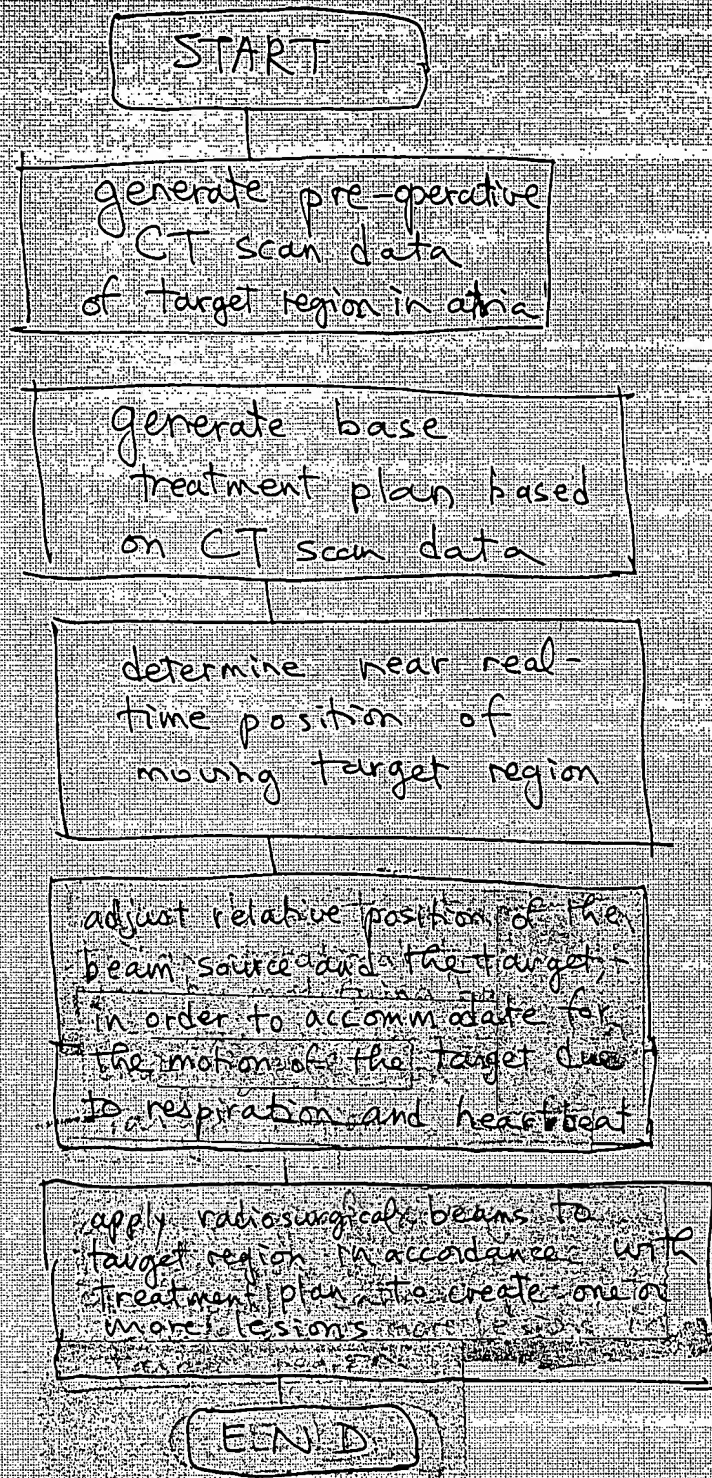 START
generate pre-operative
CT scan data
of target region in atria
generate base
treatment plan based
on CT scan data
determine near real-
time position of
moving target region
adjust relative position of the
beam source and the target,
in order to accommodate for
the motion of the target due
to respiration and heartbeat
apply radiosurgical beams to
target region in accordance with
treatment plan to create one or
more lesions
END